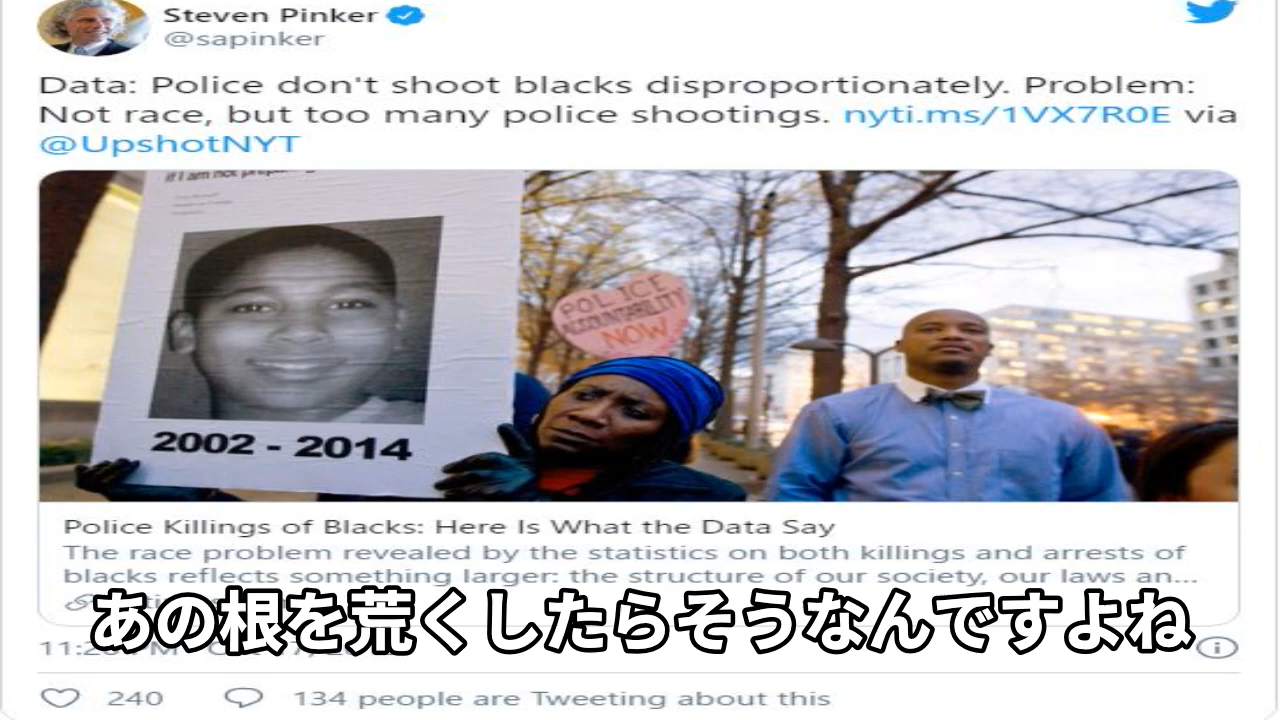 Steven Pinker
@sapinker
Data: Police don't shoot blacks disproportionately. Problem:
Not race, but too many police shootings. nyti.ms/1VX7R0E via
@UpshotNYT
if I am not
POLICE
ACCOUNTABILITY
NOW
2002 - 2014
Police Killings of Blacks: Here Is What the Data Say
The race problem revealed by the statistics on both killings and arrests of
blacks reflects something larger: the structure of our society, our laws an...
あの根を荒くしたらそうなんですよね
240
134 people are Tweeting about this